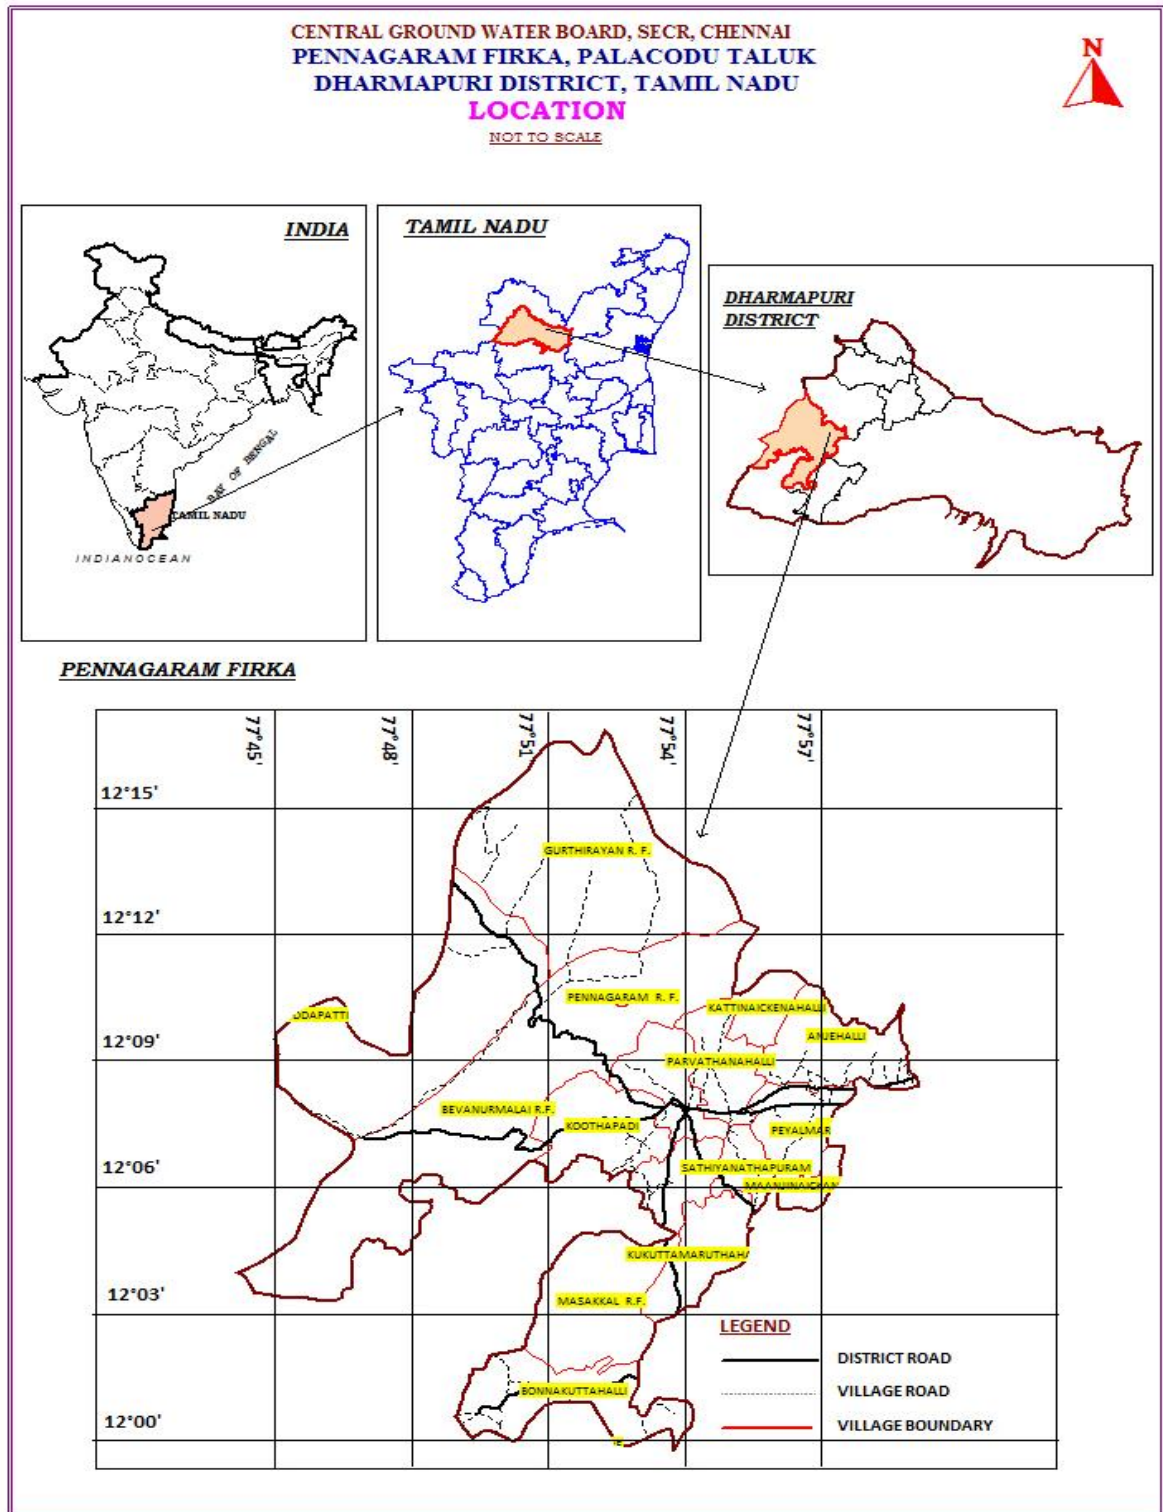 CENTRAL GROUND WATER BOARD, SECR, CHENNAI
PENNAGARAM FIRKA, PALACODU TALUK
DHARMAPURI DISTRICT, TAMIL NADU
LOCATION
NOT TO SCALE
N
INDIA
BAY OF BENGAL
TAMIL NADU
INDIANOCEAN
TAMIL NADU
DHARMAPURI
DISTRICT
PENNAGARAM FIRKA
77°45' 77°48' 77°51' 77°54' 77°57'
12°15'
GURTHIRAYAN R. F.
12°12'
PENNAGARAM R. F.
KATTINAICKENAHALLI
DDAPATTI
ANJEHALLI
12°09'
PARVATHANAHALLI
BEVANURMALAI R.F.
KOOTHAPADI
PEYALMAR
12°06'
SATHIYANATHAPURAM
KUKUTTAMARUTHAHA
12°03'
MASAKKAL R.F.
LEGEND
DISTRICT ROAD
BONNAKUTTAHALLI
VILLAGE ROAD
12°00'
VILLAGE BOUNDARY